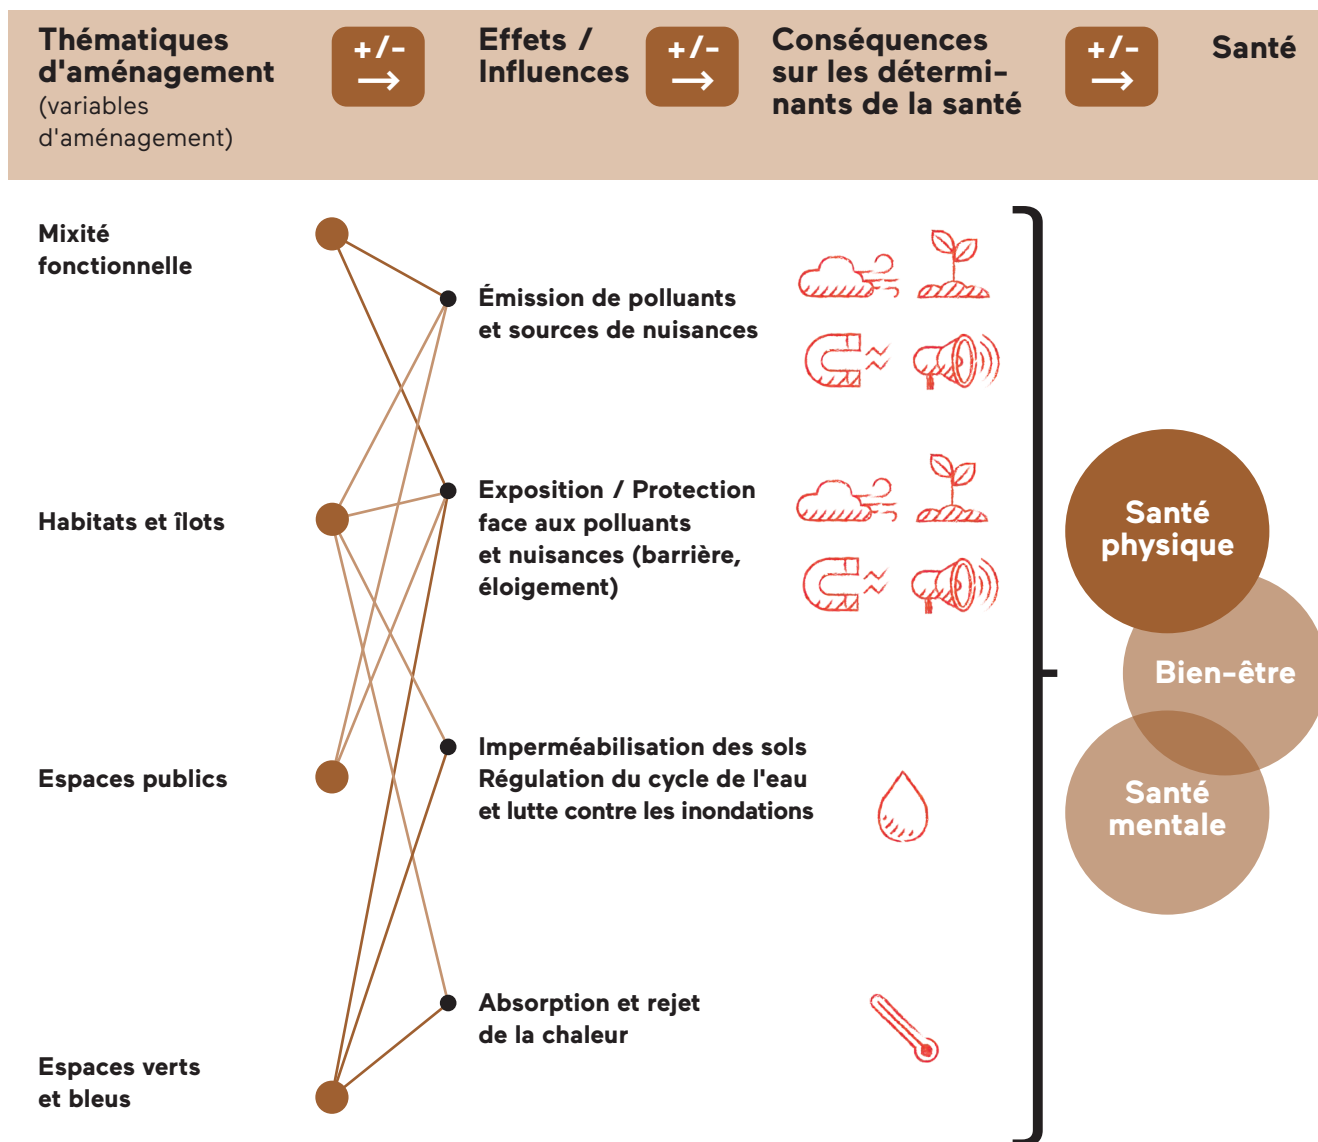 Thématiques
d'aménagement
(variables
d'aménagement)
+/-
→
Effets /
Influences
+/-
→
Conséquences
sur les détermi-
nants de la santé
+/-
→
Santé
Mixité
fonctionnelle
Habitats et îlots
Espaces publics
Espaces verts
et bleus
Émission de polluants
et sources de nuisances
Exposition / Protection
face aux polluants
et nuisances (barrière,
éloigement)
Imperméabilisation des sols
Régulation du cycle de l'eau
et lutte contre les inondations
Absorption et rejet
de la chaleur
Santé
physique
Bien-être
Santé
mentale